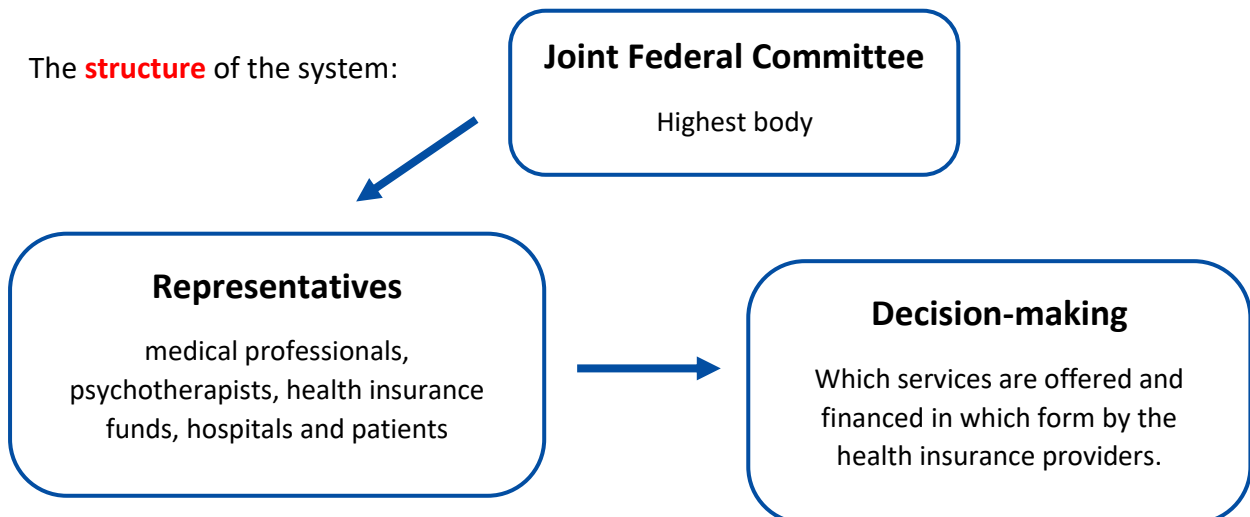 The structure of the system:
Joint Federal Committee
Highest body
Representatives
medical professionals,
psychotherapists, health insurance
funds, hospitals and patients
Decision-making
Which services are offered and
financed in which form by the
health insurance providers.